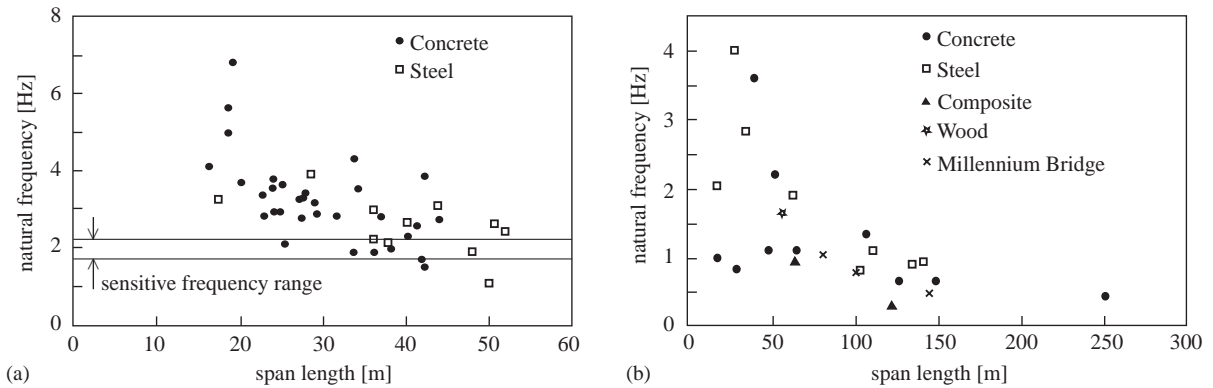 8
6
4
2
0
natural frequency [Hz]
Concrete
Steel
sensitive frequency range
0 10 20 30 40 50 60
span length [m]
(a)
4
3
2
1
0
natural frequency [Hz]
Concrete
Steel
Composite
Wood
Millennium Bridge
0 50 100 150 200 250 300
span length [m]
(b)